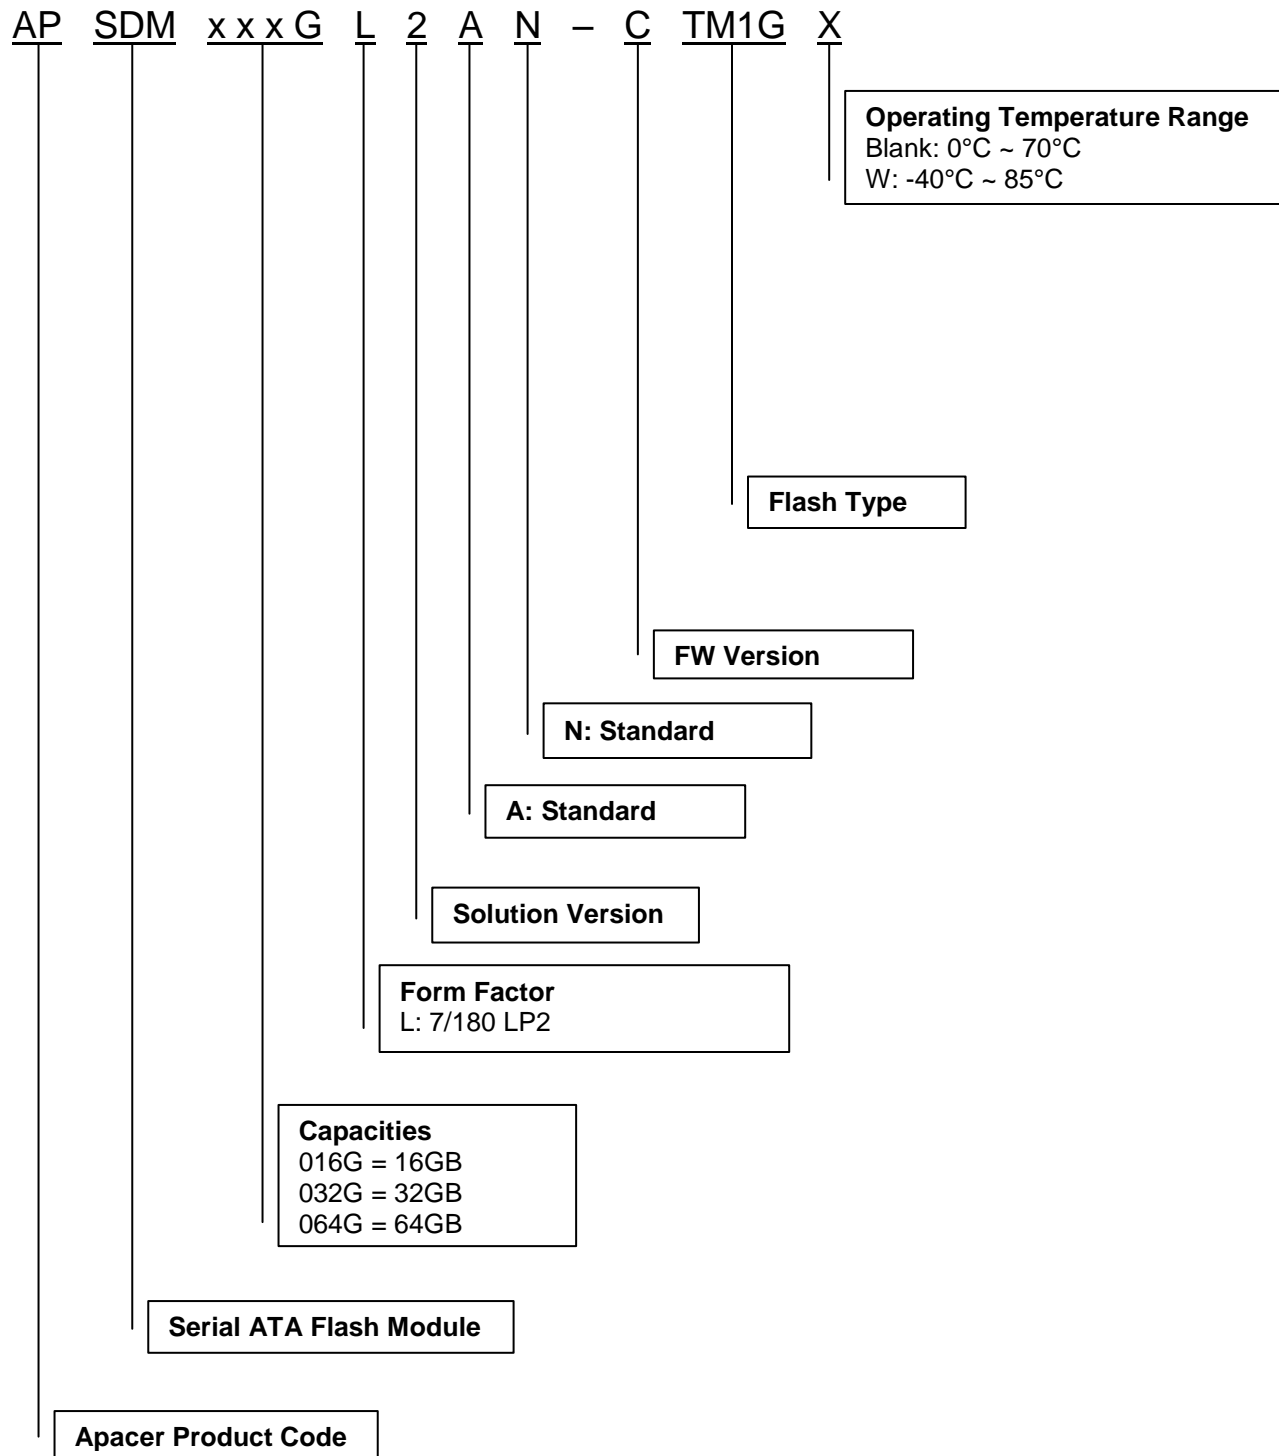 AP SDM x x x G L 2 A N – C TM1G X
Operating Temperature Range
Blank: 0°C ~ 70°C
W: -40°C ~ 85°C
Flash Type
FW Version
N: Standard
A: Standard
Solution Version
Form Factor
L: 7/180 LP2
Capacities
016G = 16GB
032G = 32GB
064G = 64GB
Serial ATA Flash Module
Apacer Product Code